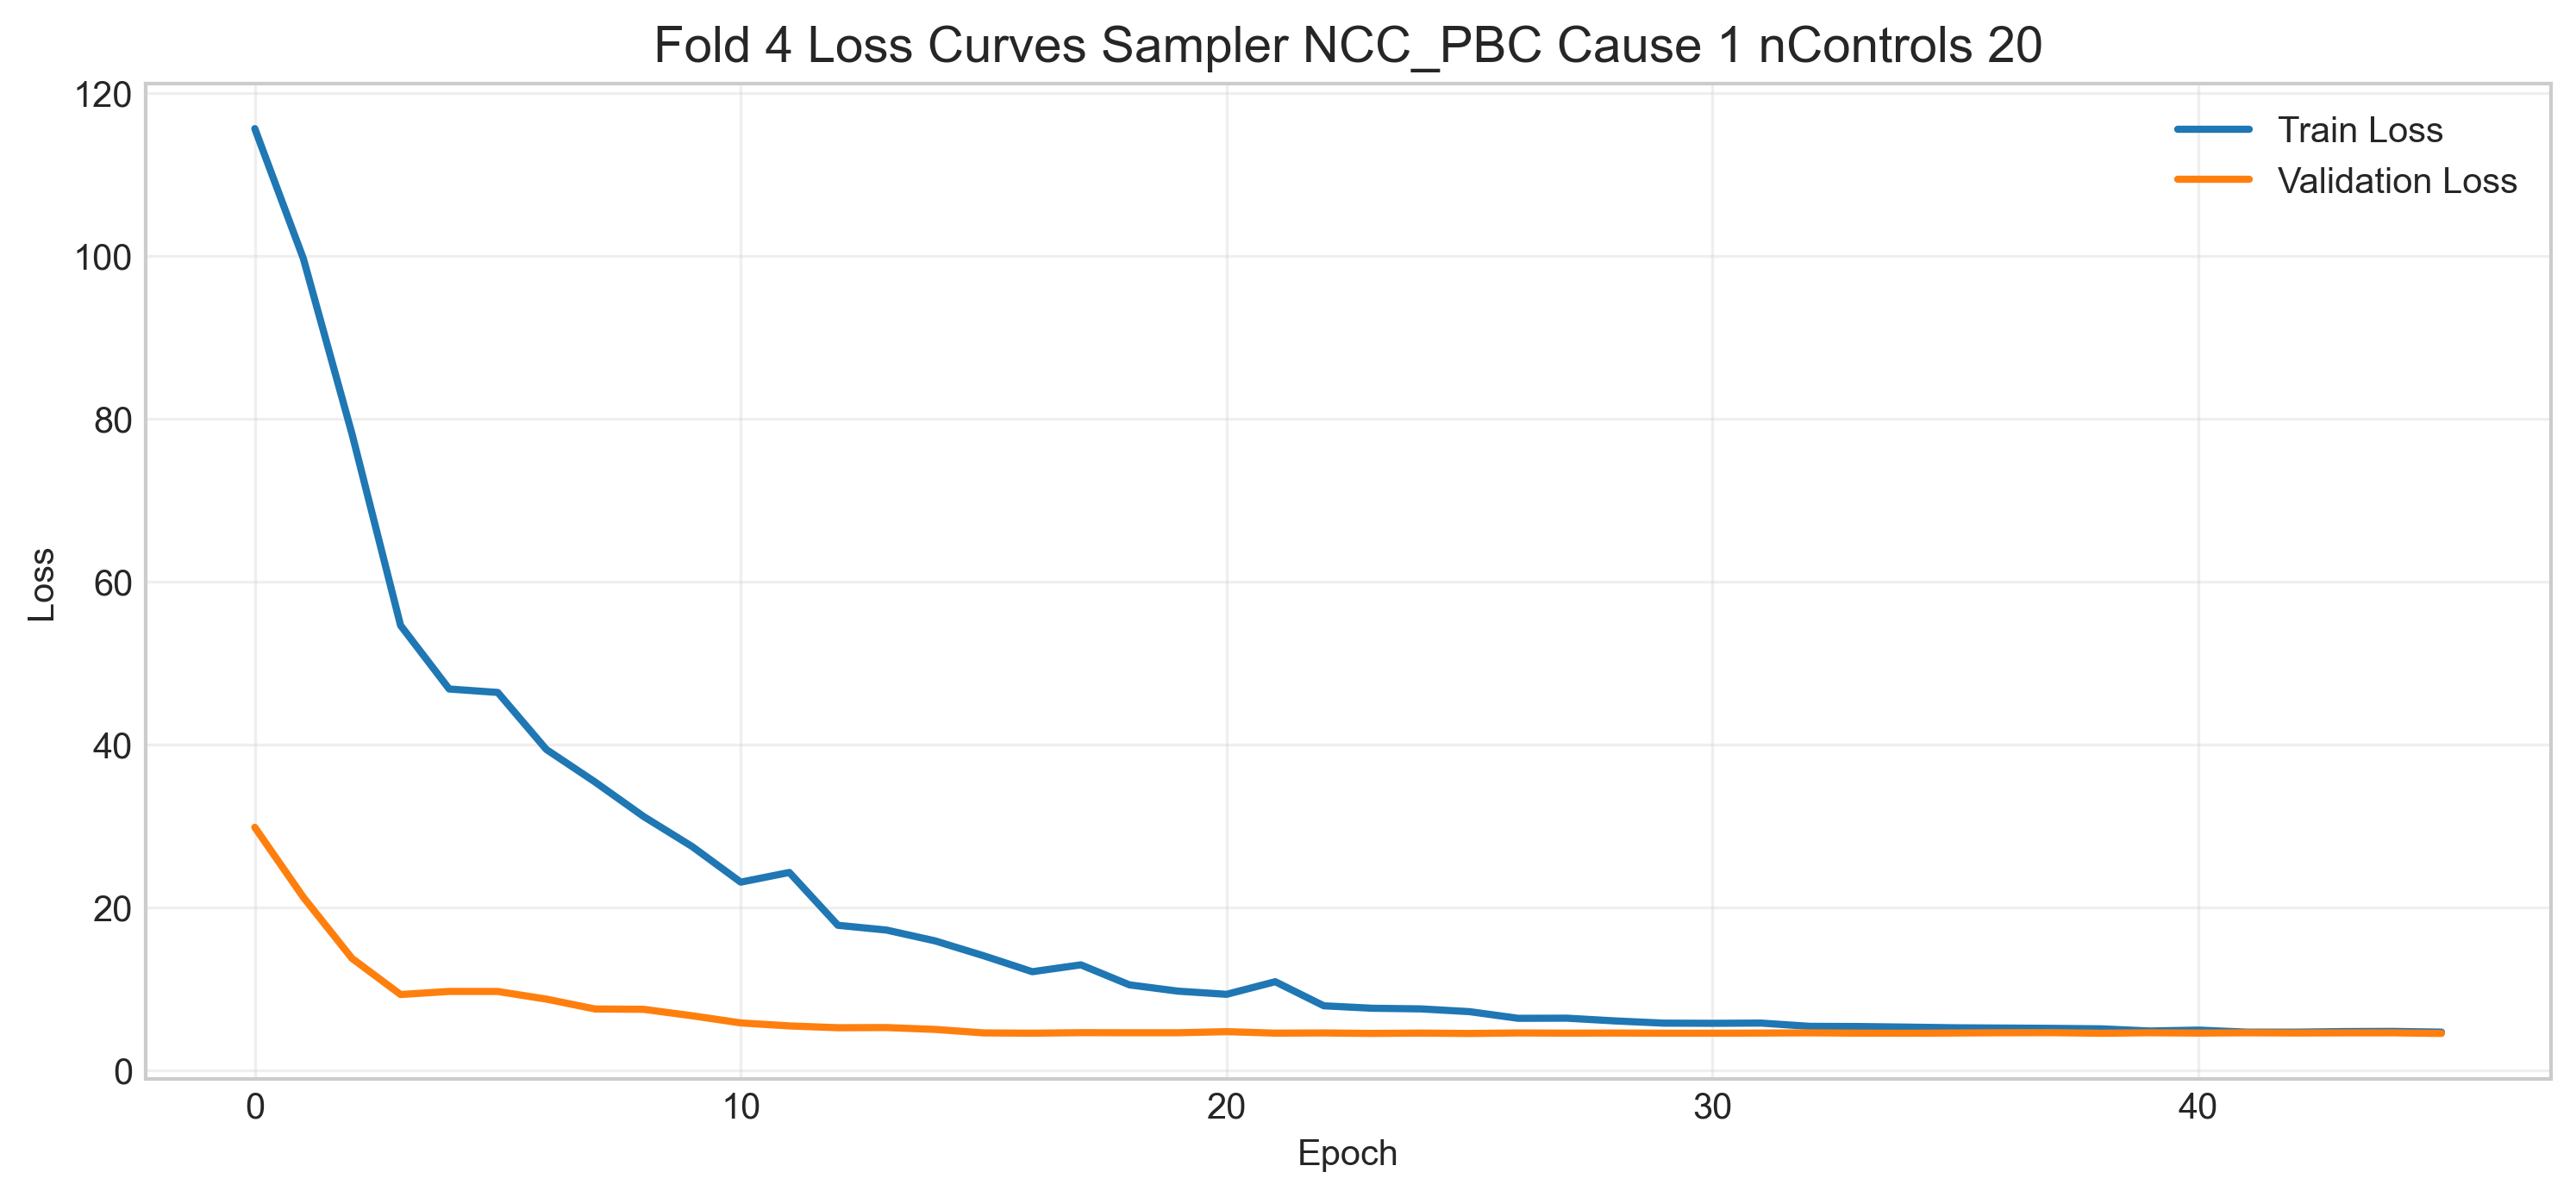 Fold 4 Loss Curves Sampler NCC_PBC Cause 1 nControls 20
120
100
80
60
40
20
0
Loss
Train Loss
Validation Loss
0 10 20 30 40
Epoch